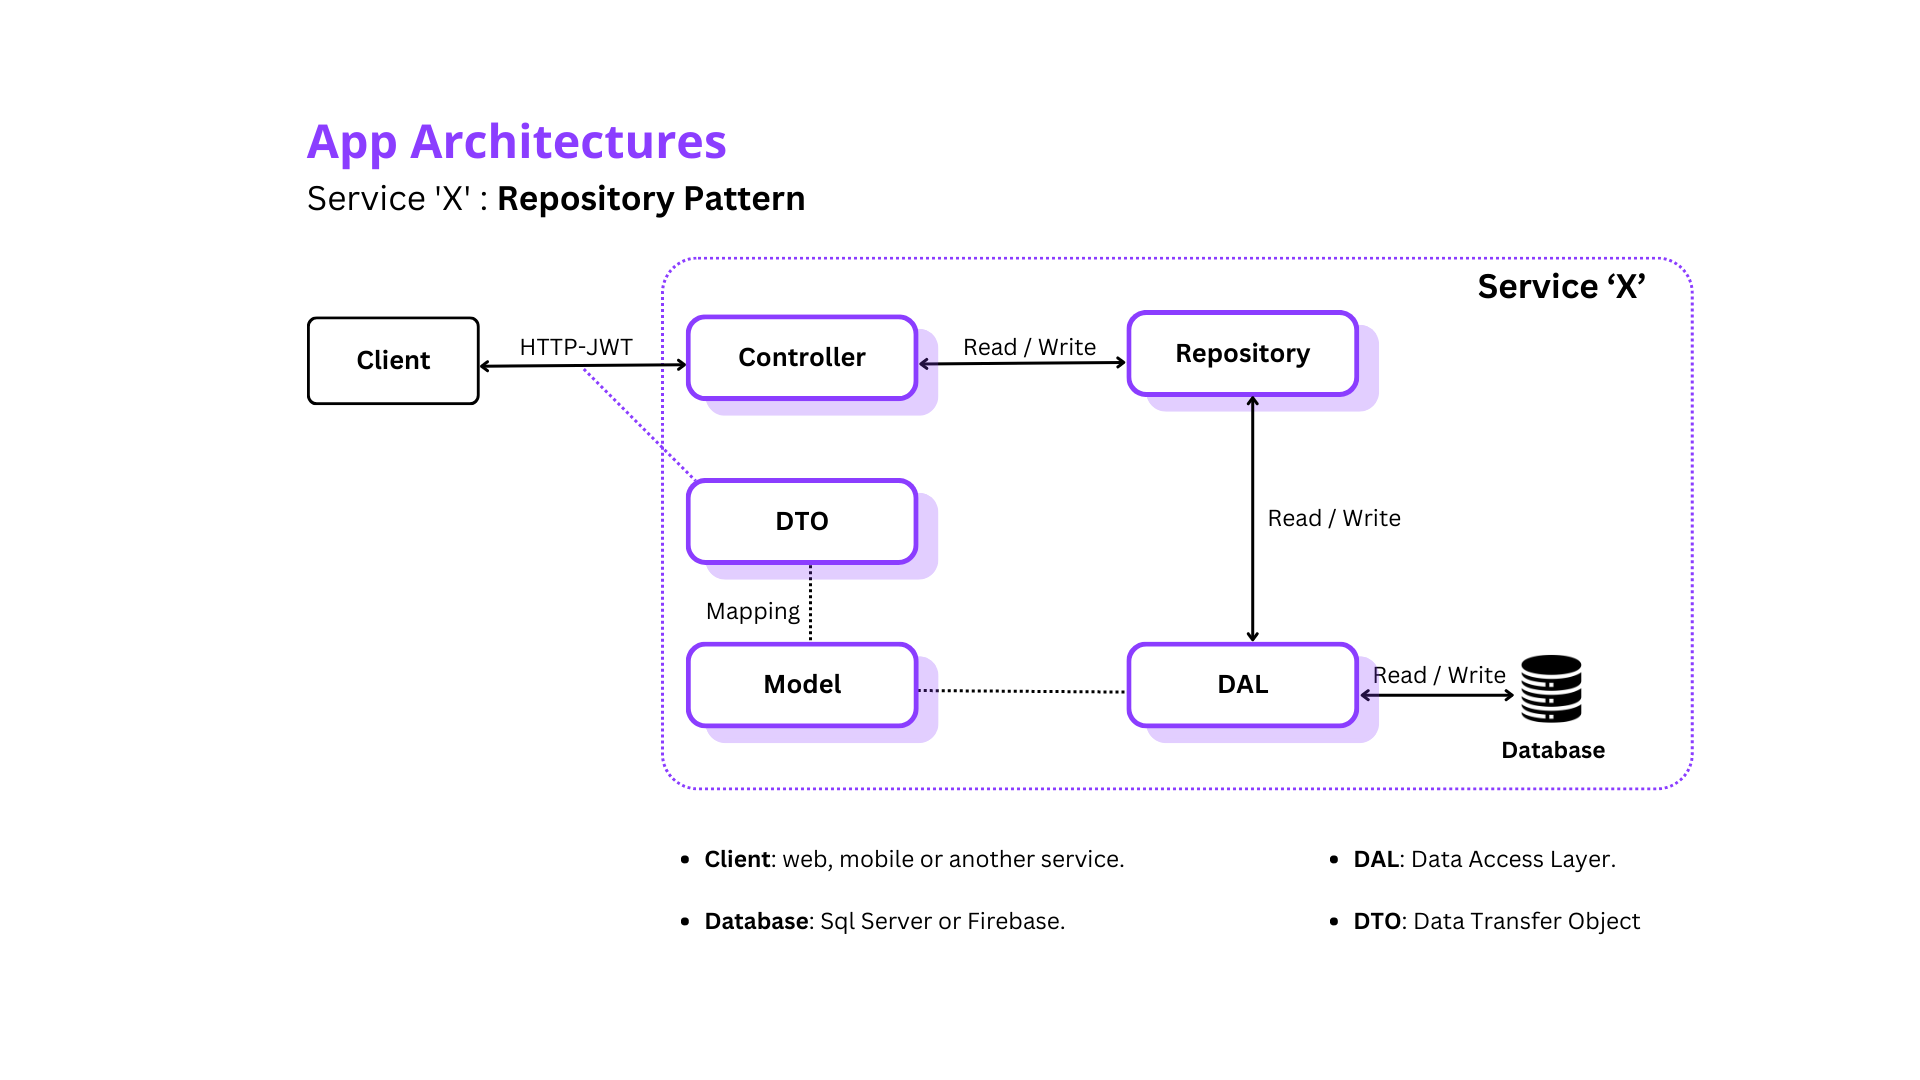 App Architectures
Service 'X' : Repository Pattern
Service ‘X’
Client
HTTP-JWT
Controller
Read / Write
Repository
DTO
Read / Write
Mapping
Model
DAL
Read / Write
Database
• Client: web, mobile or another service.
• Database: Sql Server or Firebase.
• DAL: Data Access Layer.
• DTO: Data Transfer Object